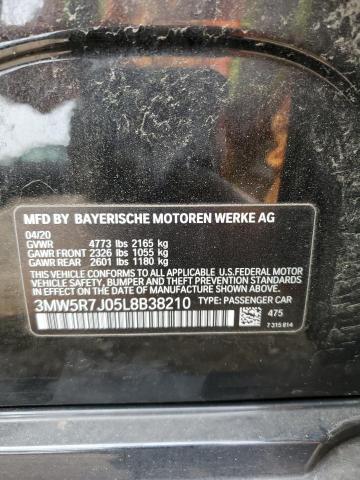 MFD BY BAYERISCHE MOTOREN WERKE AG
04/20
GVWR 4773 lbs 2165 kg
GAWR FRONT 2326 lbs 1055 kg
GAWR REAR 2601 lbs 1180 kg
THIS VEHICLE CONFORMS TO ALL APPLICABLE U.S.FEDERAL MOTOR
VEHICLE SAFETY, BUMPER AND THEFT PREVENTION STANDARDS IN
EFFECT ON THE DATE OF MANUFACTURE SHOWN ABOVE.
3MW5R7J05L8B38210 TYPE: PASSENGER CAR
475
7 315 814